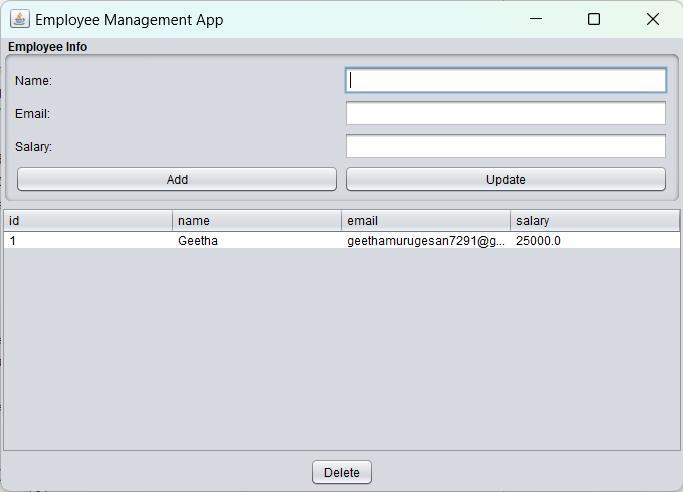 Employee Management App
Employee Info
Name:
Email:
Salary:
Add Update
id name email salary
1 Geetha geethamurugesan7291@g... 25000.0
Delete